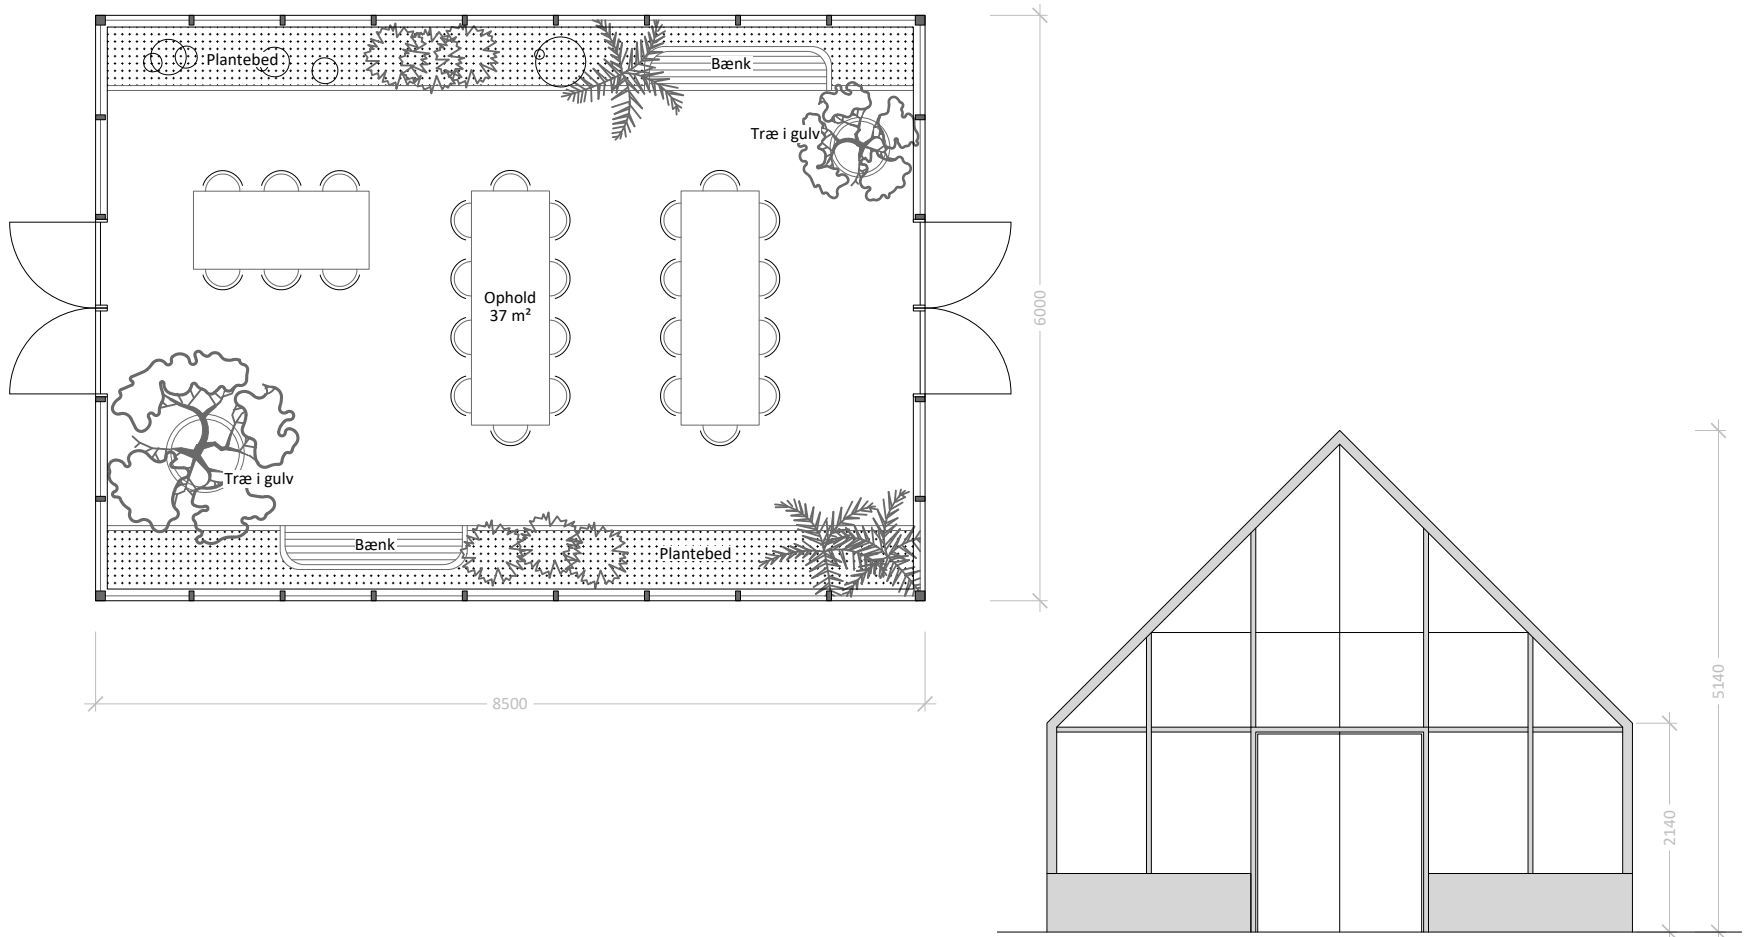 Plantebed
Bænk
Træ i gulv
Ophold
37 m²
6000
Træ i gulv
Bænk
Plantebed
8500
5140
2140